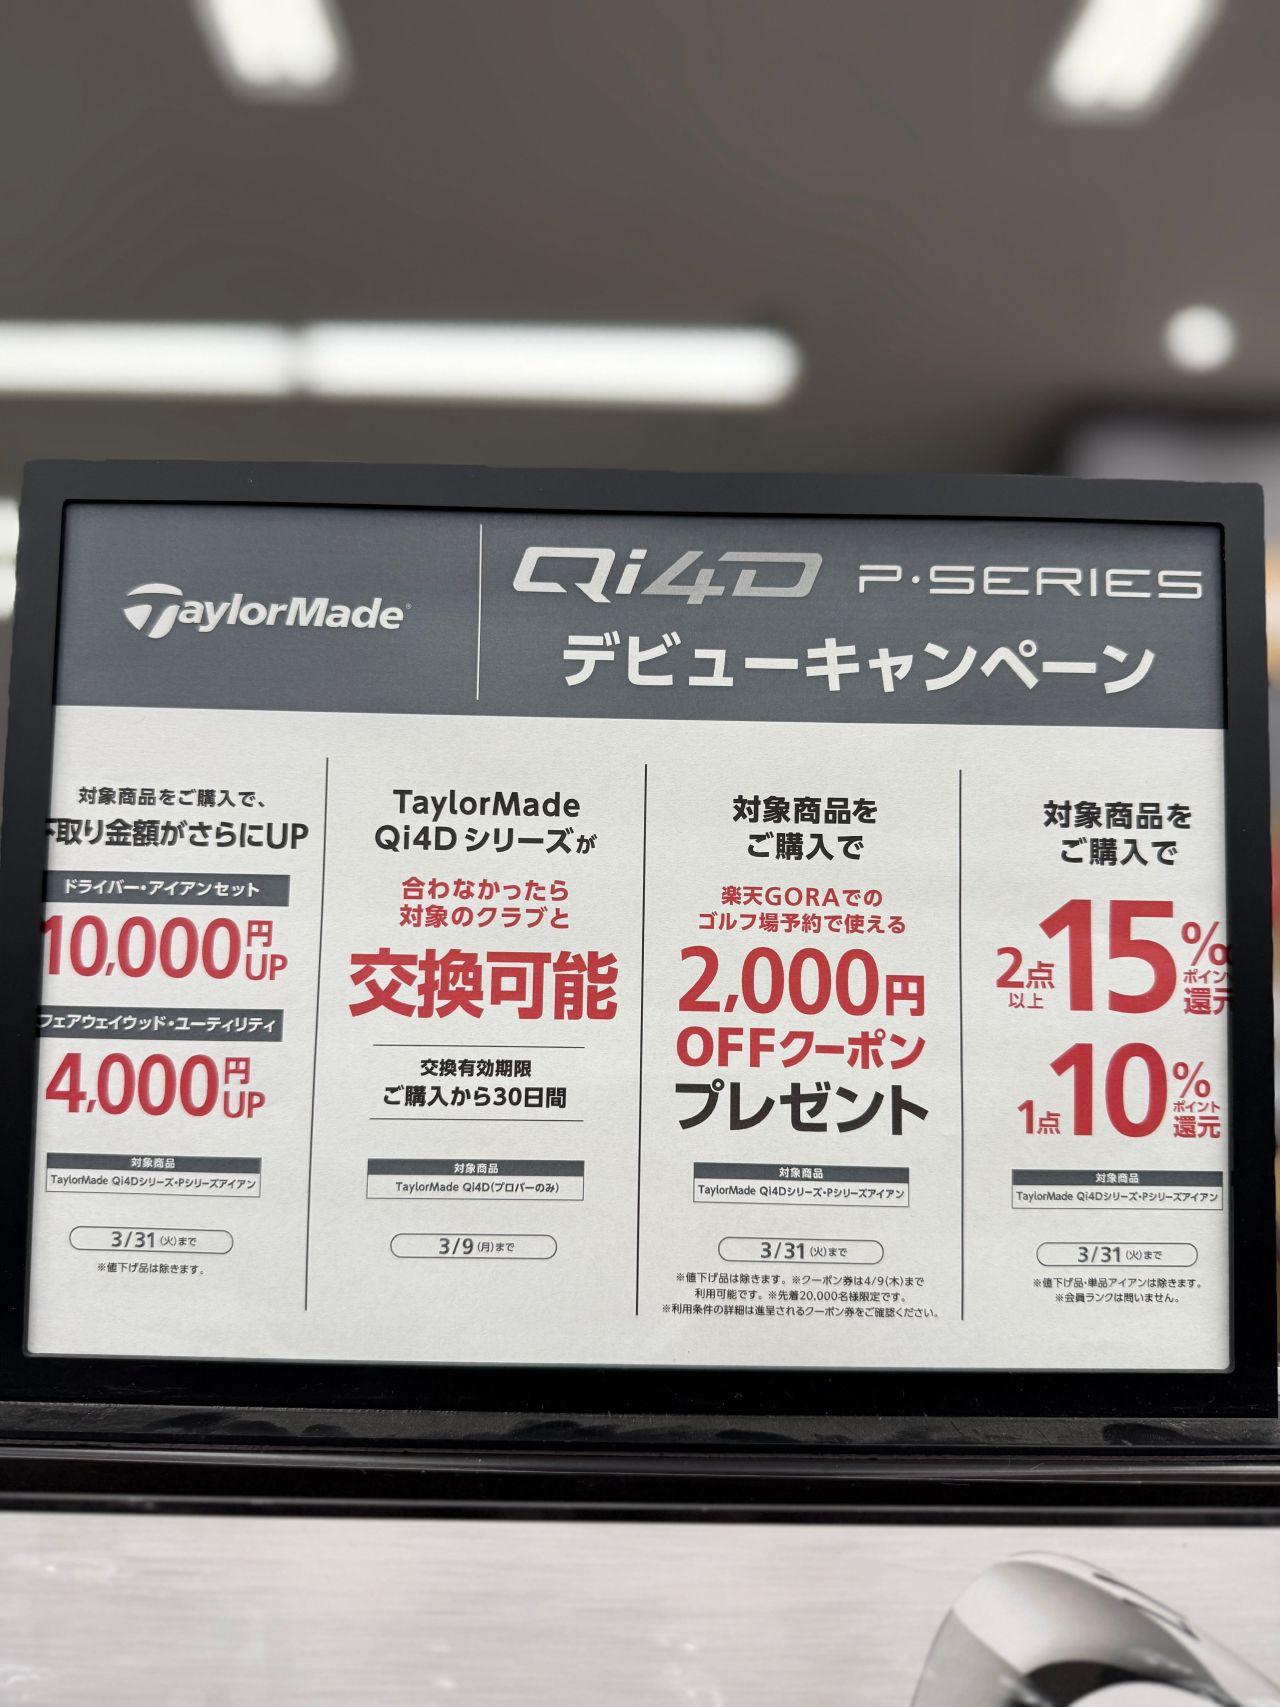 TaylorMade
Qi4D P・SERIES
デビューキャンペーン
対象商品をご購入で、
下取り金額がさらにUP
ドライバー・アイアンセット
10,000円UP
フェアウェイウッド・ユーティリティ
4,000円UP
対象商品
TaylorMade Qi4Dシリーズ・Pシリーズアイアン
3/31(火)まで
※値下げ品は除きます。
TaylorMade
Qi4Dシリーズが
合わなかったら
対象のクラブと
交換可能
交換有効期限
ご購入から30日間
対象商品
TaylorMade Qi4D(プロパーのみ)
3/9(月)まで
対象商品を
ご購入で
楽天GORAでの
ゴルフ場予約で使える
2,000円
OFFクーポン
プレゼント
対象商品
TaylorMade Qi4Dシリーズ・Pシリーズアイアン
3/31(火)まで
※値下げ品は除きます。※クーポン券は4/9(木)まで
利用可能です。※先着20,000名様限定です。
※利用条件の詳細は進呈されるクーポン券をご確認ください。
対象商品を
ご購入で
2点以上15%ポイント還元
1点10%ポイント還元
対象商品
TaylorMade Qi4Dシリーズ・Pシリーズアイアン
3/31(火)まで
※値下げ品・単品アイアンは除きます。
※会員ランクは問いません。